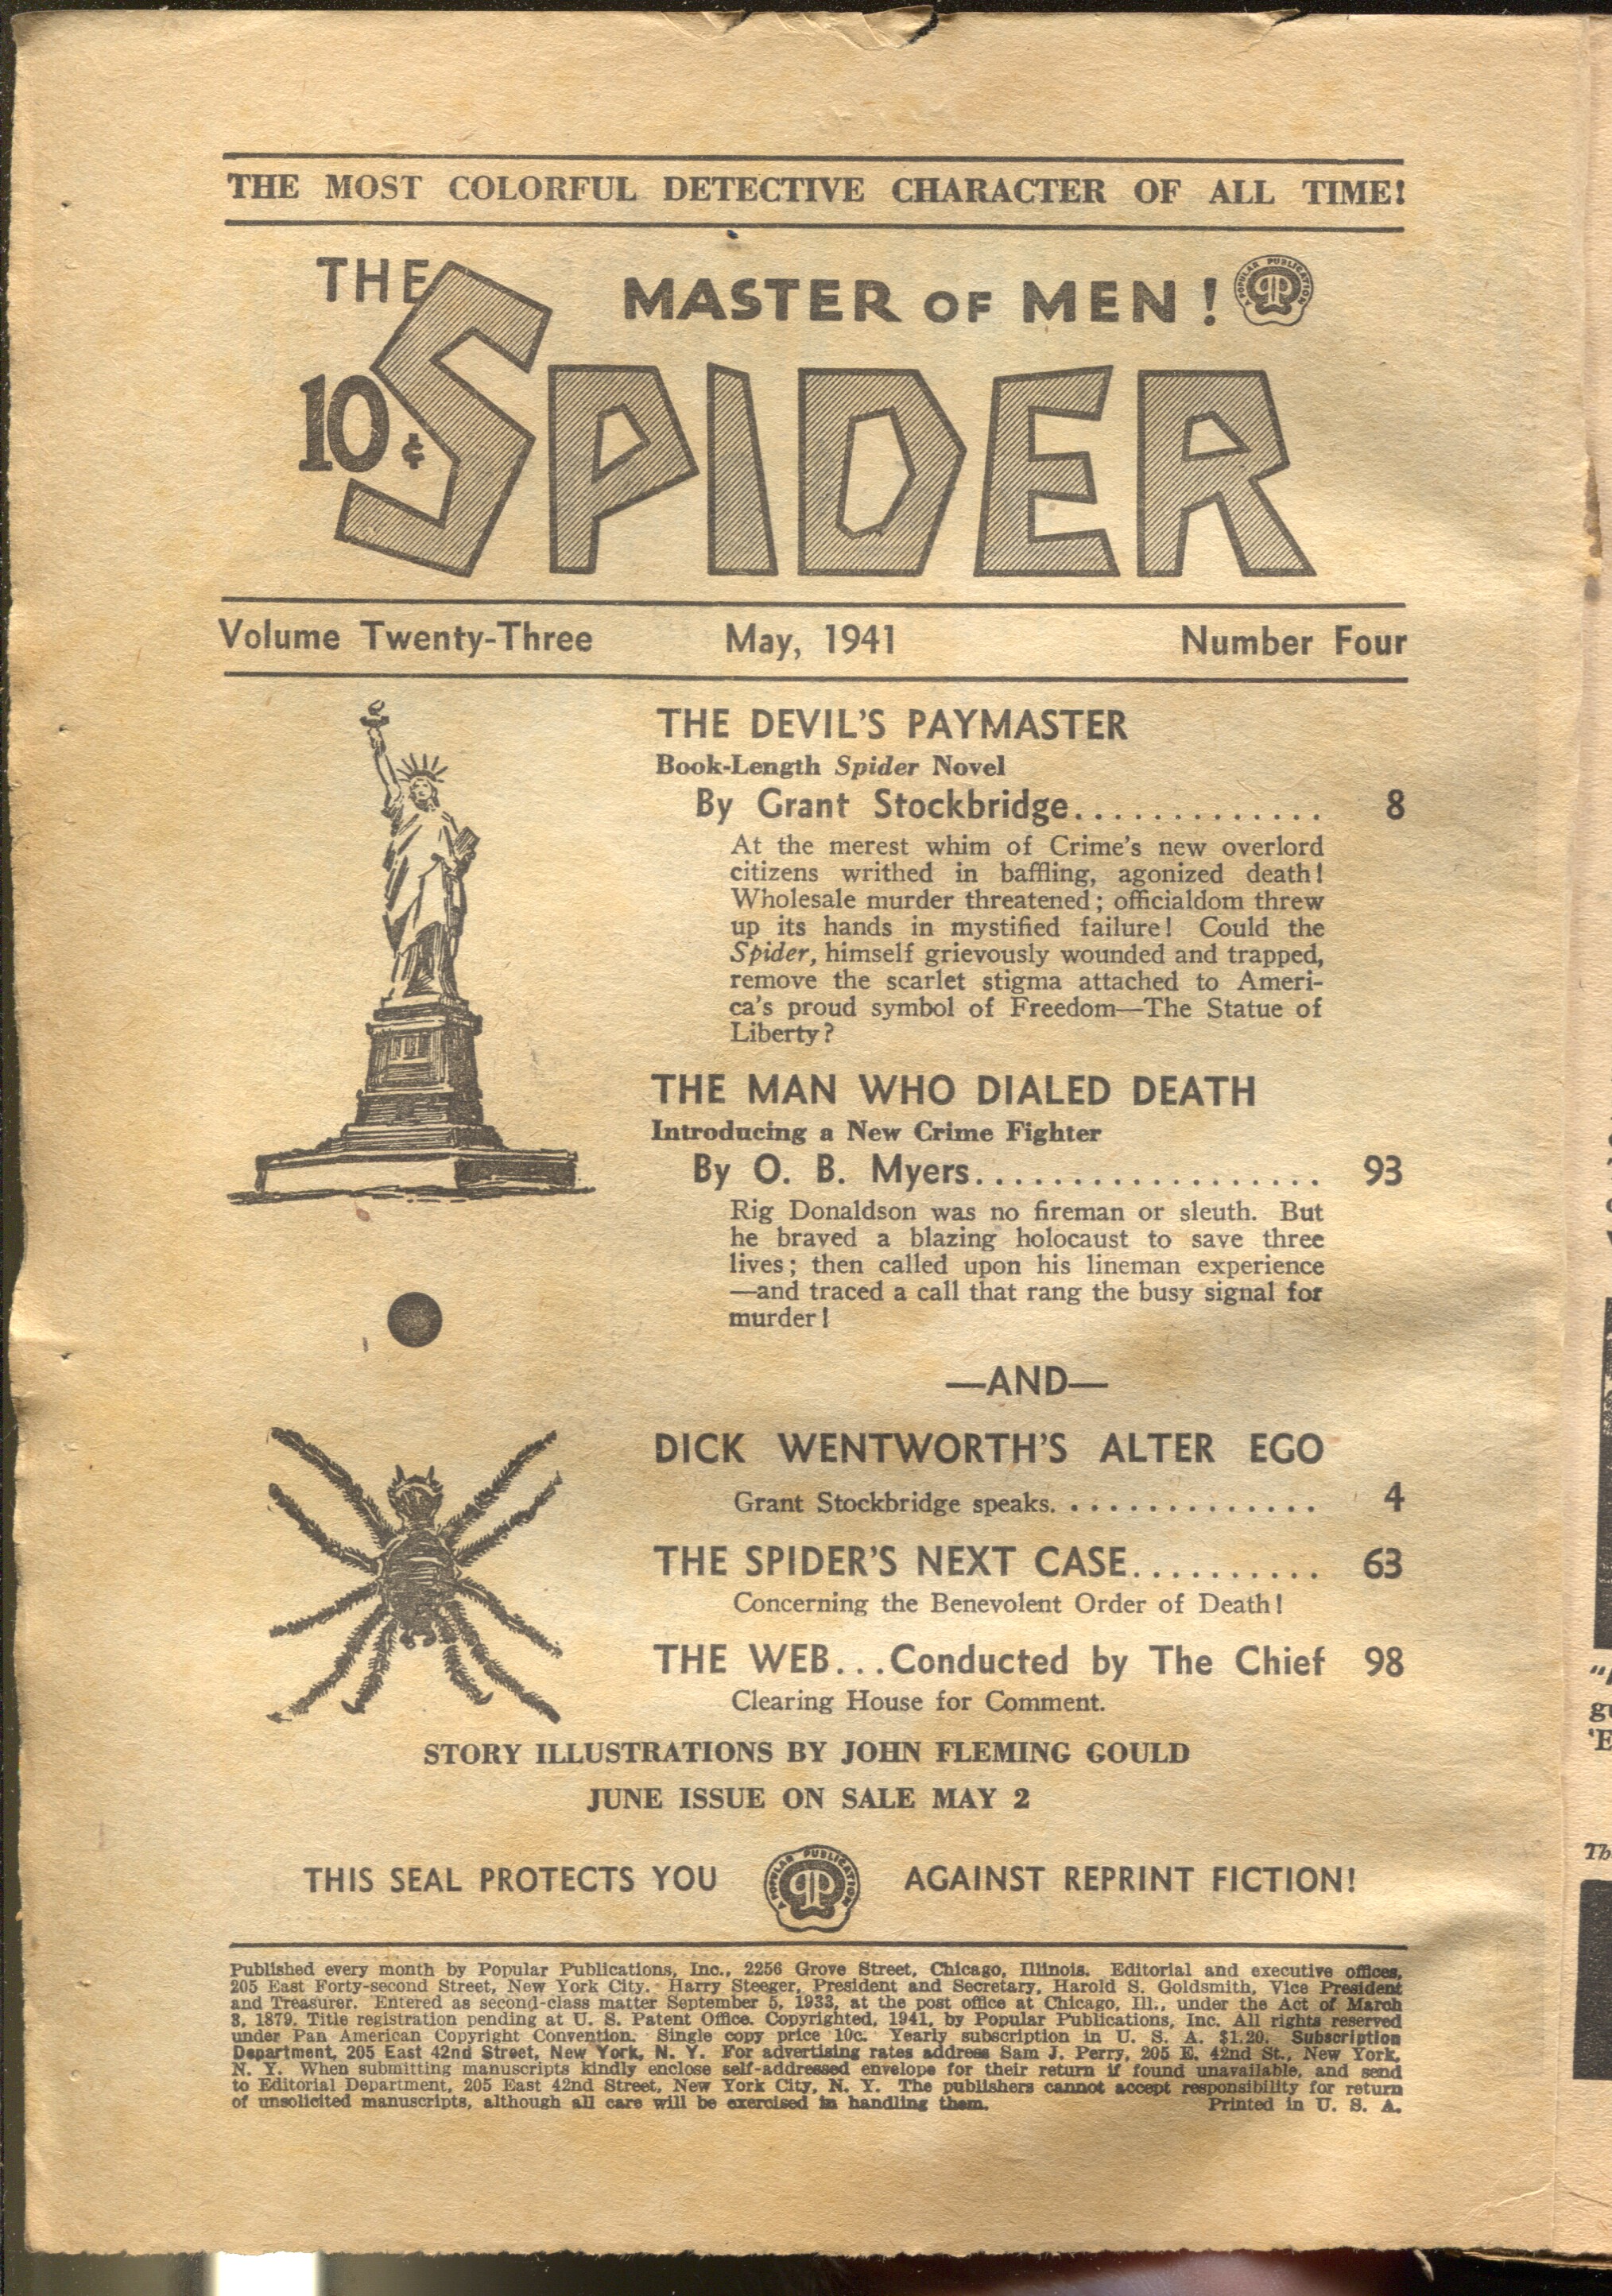 THE MOST COLORFUL DETECTIVE CHARACTER OF ALL TIME!
THE
MASTER OF MEN!
A POPULAR PUBLICATION
10¢
SPIDER
Volume Twenty-Three May, 1941 Number Four
THE DEVIL'S PAYMASTER
Book-Length Spider Novel
By Grant Stockbridge............. 8
At the merest whim of Crime's new overlord
citizens writhed in baffling, agonized death!
Wholesale murder threatened; officialdom threw
up its hands in mystified failure! Could the
Spider, himself grievously wounded and trapped,
remove the scarlet stigma attached to Ameri-
ca's proud symbol of Freedom—The Statue of
Liberty?
THE MAN WHO DIALED DEATH
Introducing a New Crime Fighter
By O. B. Myers.................. 93
Rig Donaldson was no fireman or sleuth. But
he braved a blazing holocaust to save three
lives; then called upon his lineman experience
—and traced a call that rang the busy signal for
murder!
—AND—
DICK WENTWORTH'S ALTER EGO
Grant Stockbridge speaks.............. 4
THE SPIDER'S NEXT CASE.......... 63
Concerning the Benevolent Order of Death!
THE WEB...Conducted by The Chief 98
Clearing House for Comment.
STORY ILLUSTRATIONS BY JOHN FLEMING GOULD
JUNE ISSUE ON SALE MAY 2
THIS SEAL PROTECTS YOU A POPULAR PUBLICATION AGAINST REPRINT FICTION!
Published every month by Popular Publications, Inc., 2256 Grove Street, Chicago, Illinois. Editorial and executive offices,
205 East Forty-second Street, New York City. Harry Steeger, President and Secretary, Harold S. Goldsmith, Vice President
and Treasurer. Entered as second-class matter September 5, 1933, at the post office at Chicago, Ill., under the Act of March
3, 1879. Title registration pending at U. S. Patent Office. Copyrighted, 1941, by Popular Publications, Inc. All rights reserved
under Pan American Copyright Convention. Single copy price 10c. Yearly subscription in U. S. A. $1.20. Subscription
Department, 205 East 42nd Street, New York, N. Y. For advertising rates address Sam J. Perry, 205 E. 42nd St., New York,
N. Y. When submitting manuscripts kindly enclose self-addressed envelope for their return if found unavailable, and send
to Editorial Department, 205 East 42nd Street, New York City, N. Y. The publishers cannot accept responsibility for return
of unsolicited manuscripts, although all care will be exercised in handling them. Printed in U. S. A.